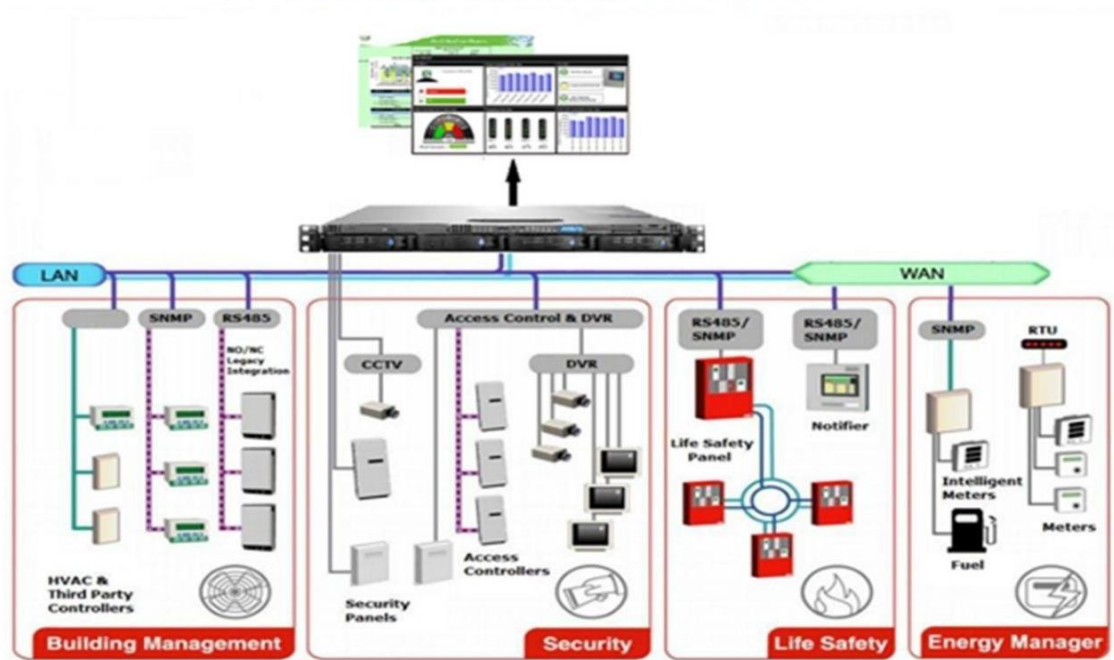 LAN
WAN
SNMP
RS485
NO/NC
Legacy
Integration
HVAC &
Third Party
Controllers
Building Management
Access Control & DVR
CCTV
DVR
Access
Controllers
Security
Panels
Security
RS485/
SNMP
RS485/
SNMP
Life Safety
Panel
Notifier
Life Safety
SNMP
RTU
Intelligent
Meters
Fuel
Meters
Energy Manager